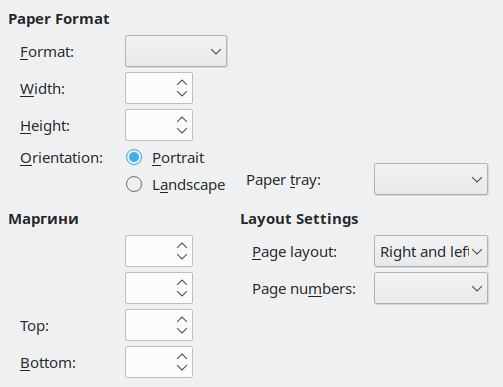 Paper Format
Format:
Width:
Height:
Orientation: Portrait
Landscape
Paper tray:
Маргини
Layout Settings
Page layout: Right and left
Page numbers:
Top:
Bottom: